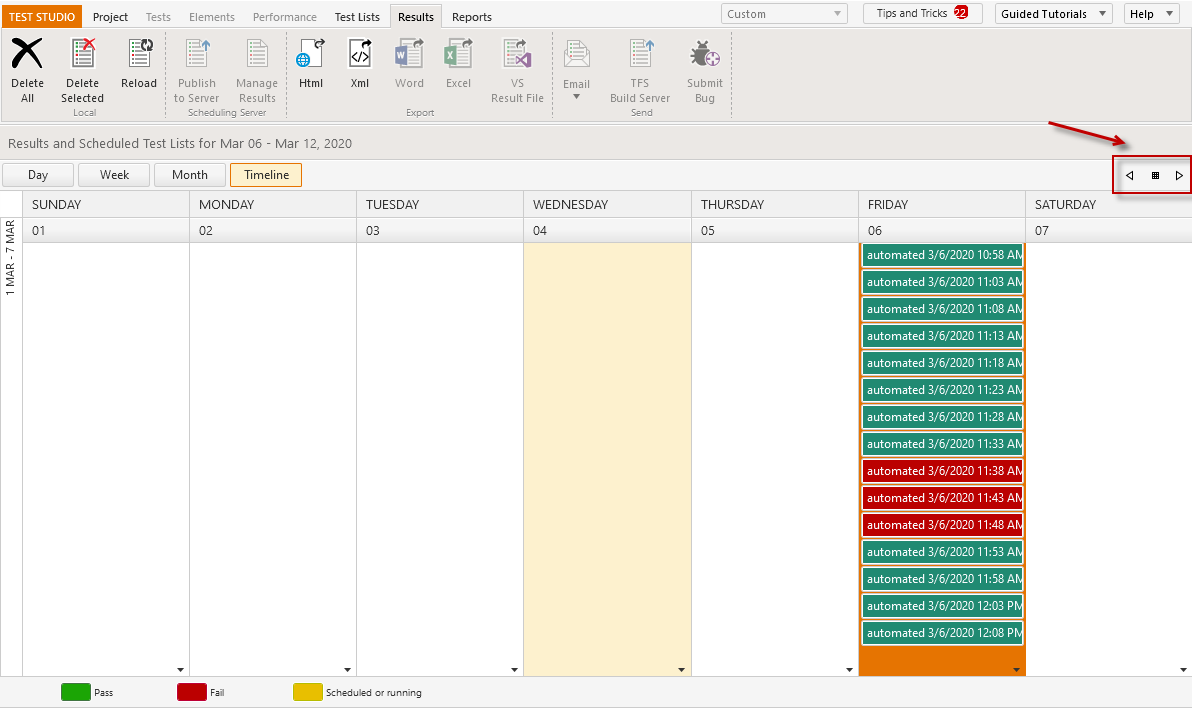 TEST STUDIO Project Tests Elements Performance Test Lists Results Reports Custom Tips and Tricks 22 Guided Tutorials Help
Delete All Delete Selected Reload Publish to Server Manage Results Html Xml Word Excel VS Result File Email TFS Build Server Submit Bug
Local Scheduling Server Export Send
Results and Scheduled Test Lists for Mar 06 - Mar 12, 2020
Day Week Month Timeline
SUNDAY MONDAY TUESDAY WEDNESDAY THURSDAY FRIDAY SATURDAY
01 02 03 04 05 06 07
1 MAR - 7 MAR
automated 3/6/2020 10:58 AM
automated 3/6/2020 11:03 AM
automated 3/6/2020 11:08 AM
automated 3/6/2020 11:13 AM
automated 3/6/2020 11:18 AM
automated 3/6/2020 11:23 AM
automated 3/6/2020 11:28 AM
automated 3/6/2020 11:33 AM
automated 3/6/2020 11:38 AM
automated 3/6/2020 11:43 AM
automated 3/6/2020 11:48 AM
automated 3/6/2020 11:53 AM
automated 3/6/2020 11:58 AM
automated 3/6/2020 12:03 PM
automated 3/6/2020 12:08 PM
Pass Fail Scheduled or running